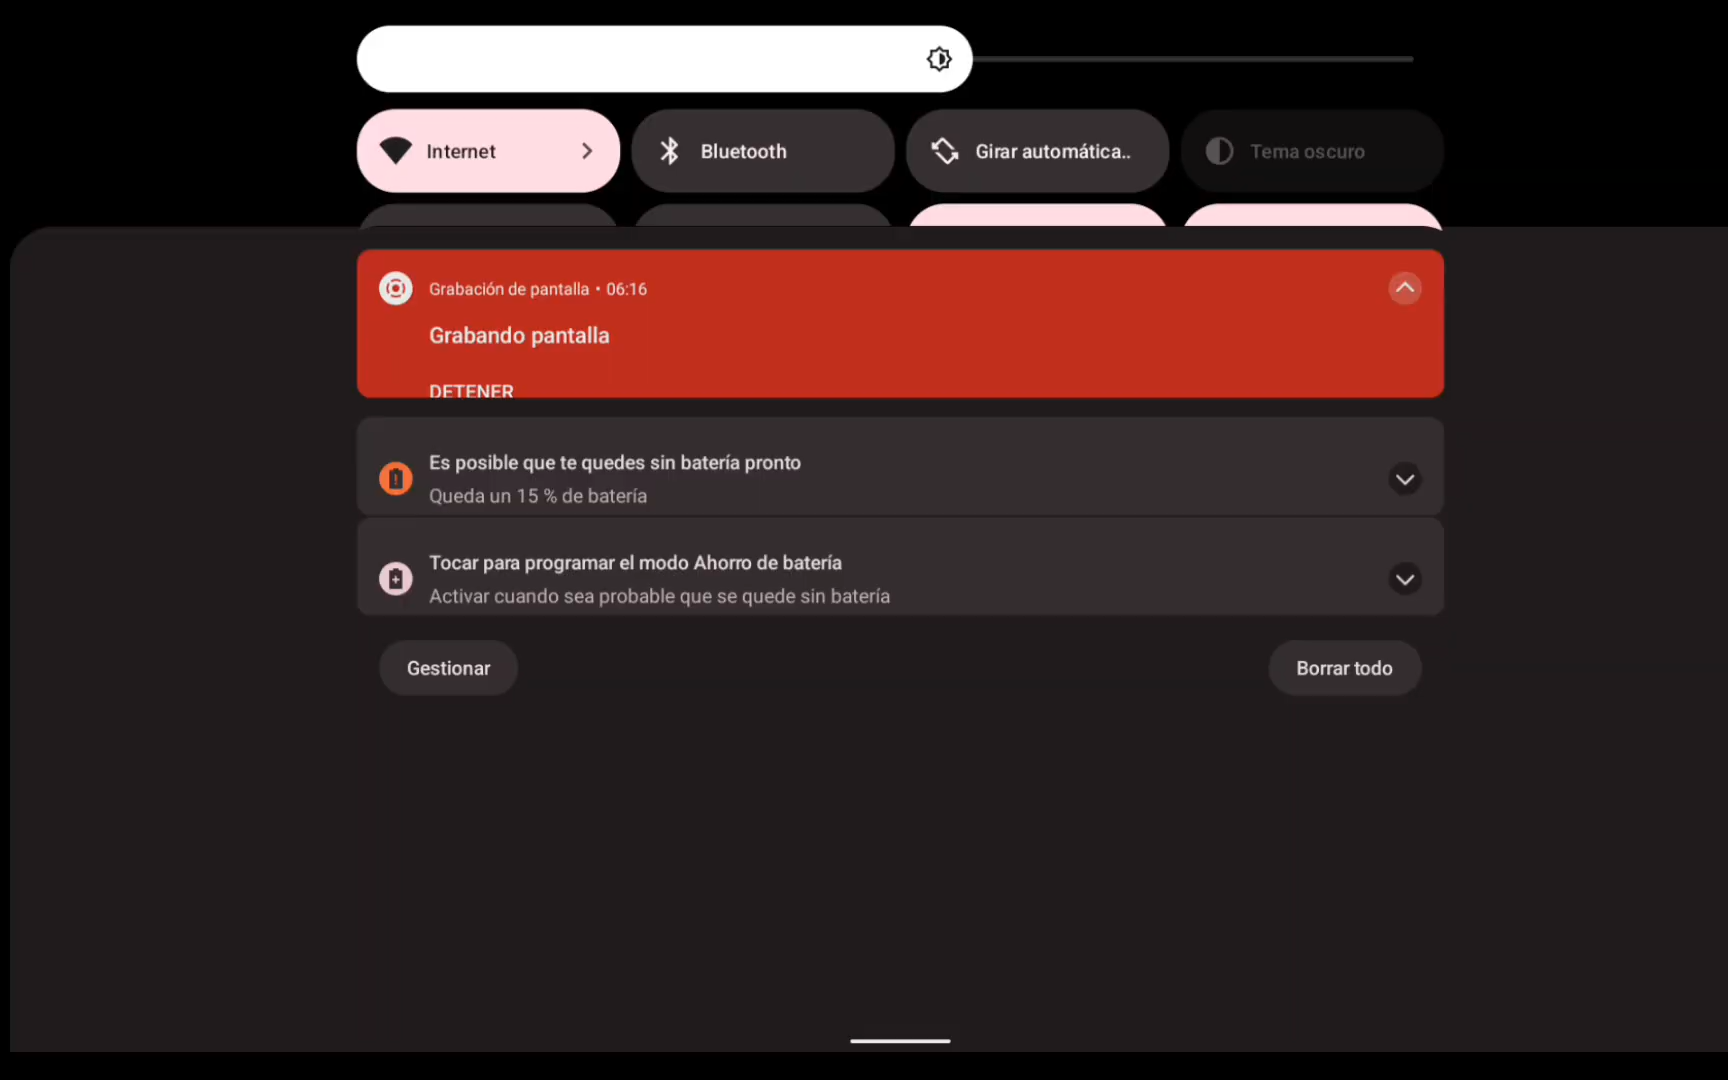 Internet
Bluetooth
Girar automática..
Tema oscuro
Grabación de pantalla • 06:16
Grabando pantalla
DETENER
Es posible que te quedes sin batería pronto
Queda un 15 % de batería
Tocar para programar el modo Ahorro de batería
Activar cuando sea probable que se quede sin batería
Gestionar
Borrar todo